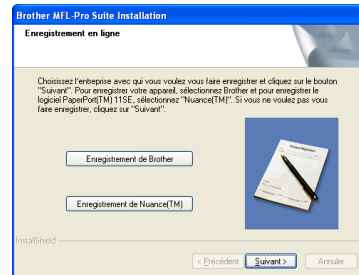 Brother MFL-Pro Suite Installation
Enregistrement en ligne
Choisissez l'entreprise avec qui vous voulez vous faire enregistrer et cliquez sur le bouton
"Suivant". Pour enregistrer votre appareil, sélectionnez Brother et pour enregistrer le
logiciel PaperPort(TM) 11SE, sélectionnez "Nuance(TM)". Si vous ne voulez pas vous
faire enregistrer, cliquez sur "Suivant".
Enregistrement de Brother
Enregistrement de Nuance(TM)
InstallShield
< Précédent Suivant > Annuler